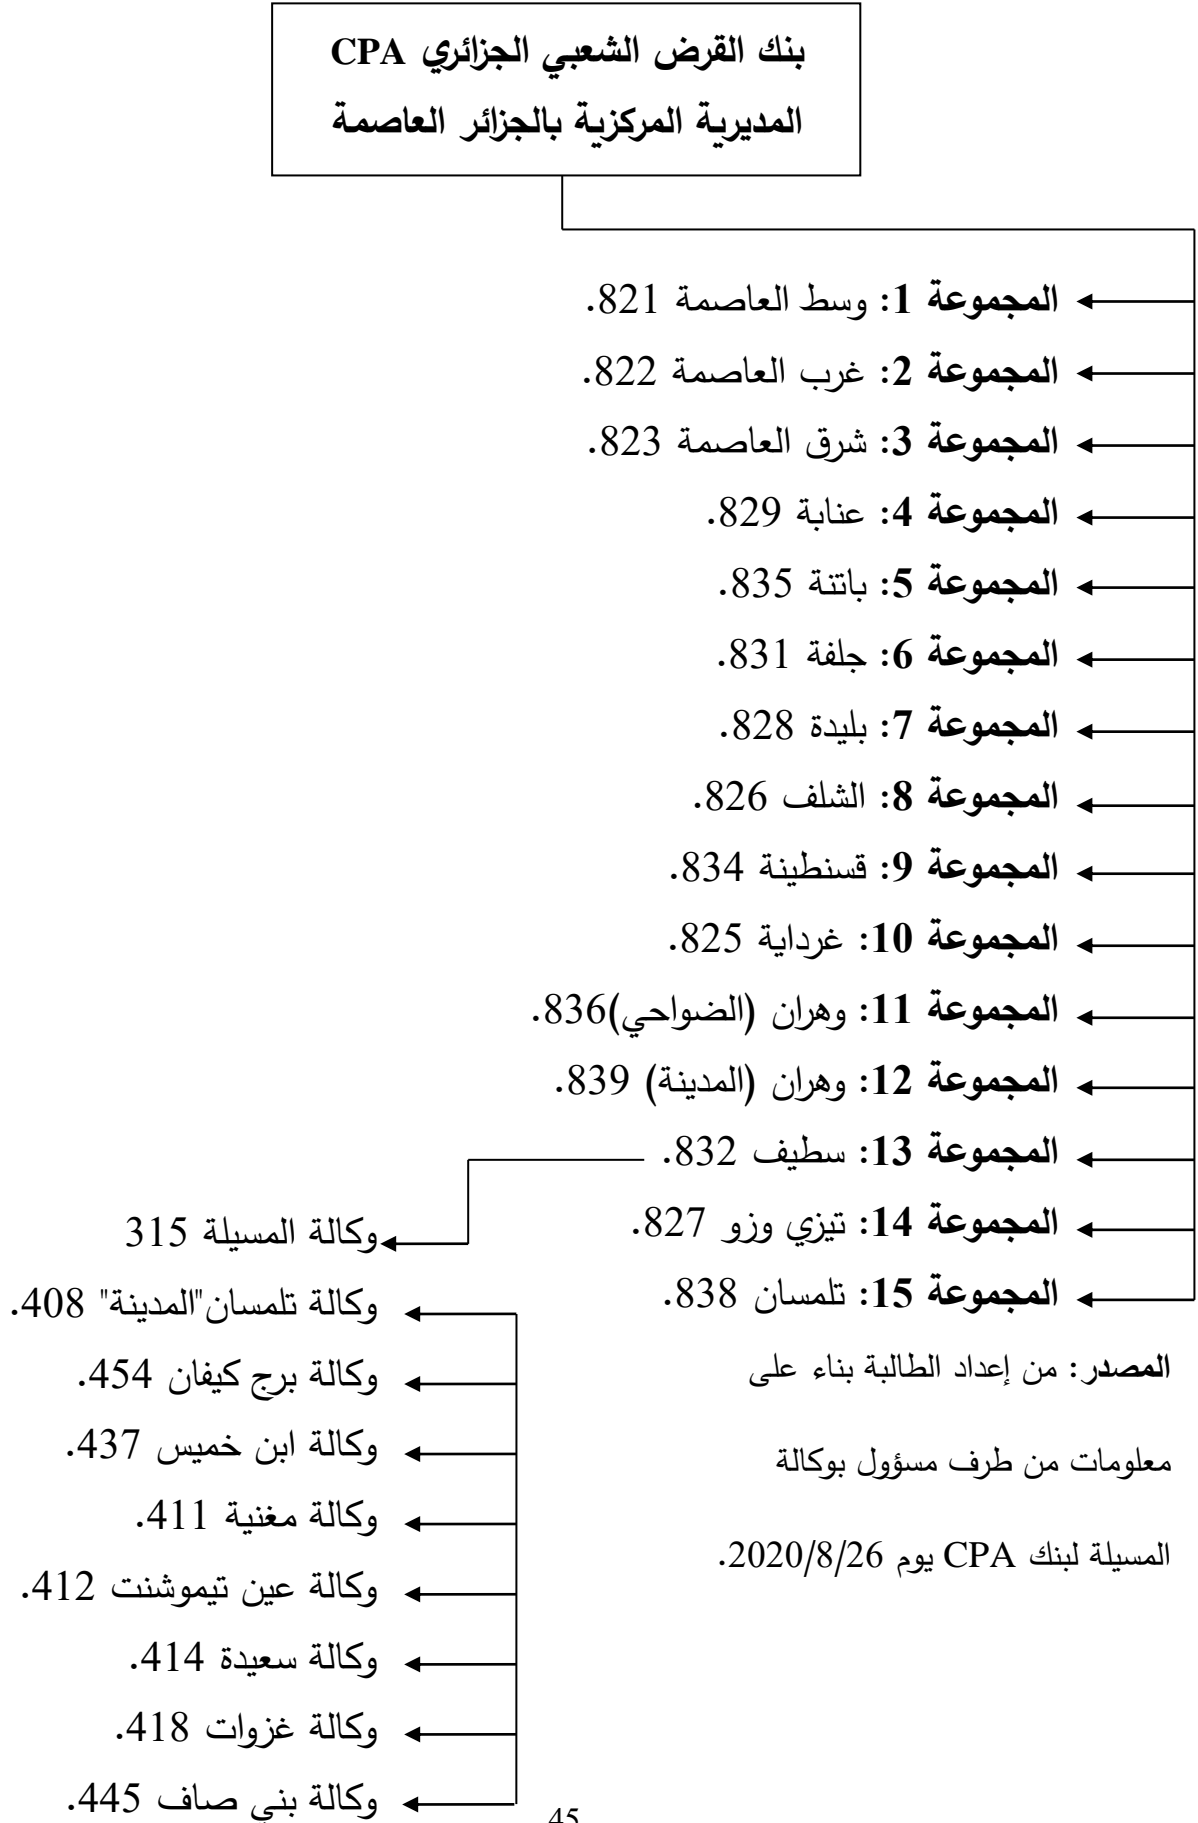 بنك القرض الشعبي الجزائري CPA
المديرية المركزية بالجزائر العاصمة
المجموعة 1: وسط العاصمة 821.
المجموعة 2: غرب العاصمة 822.
المجموعة 3: شرق العاصمة 823.
المجموعة 4: عنابة 829.
المجموعة 5: باتنة 835.
المجموعة 6: جلفة 831.
المجموعة 7: بليدة 828.
المجموعة 8: الشلف 826.
المجموعة 9: قسنطينة 834.
المجموعة 10: غرداية 825.
المجموعة 11: وهران (الضواحي)836.
المجموعة 12: وهران (المدينة) 839.
المجموعة 13: سطيف 832.
المجموعة 14: تيزي وزو 827.
المجموعة 15: تلمسان 838.
وكالة المسيلة 315
وكالة تلمسان"المدينة" 408.
وكالة برج كيفان 454.
وكالة ابن خميس 437.
وكالة مغنية 411.
وكالة عين تيموشنت 412.
وكالة سعيدة 414.
وكالة غزوات 418.
وكالة بني صاف 445.
المصدر: من إعداد الطالبة بناء على
معلومات من طرف مسؤول بوكالة
المسيلة لبنك CPA يوم 2020/8/26.
45